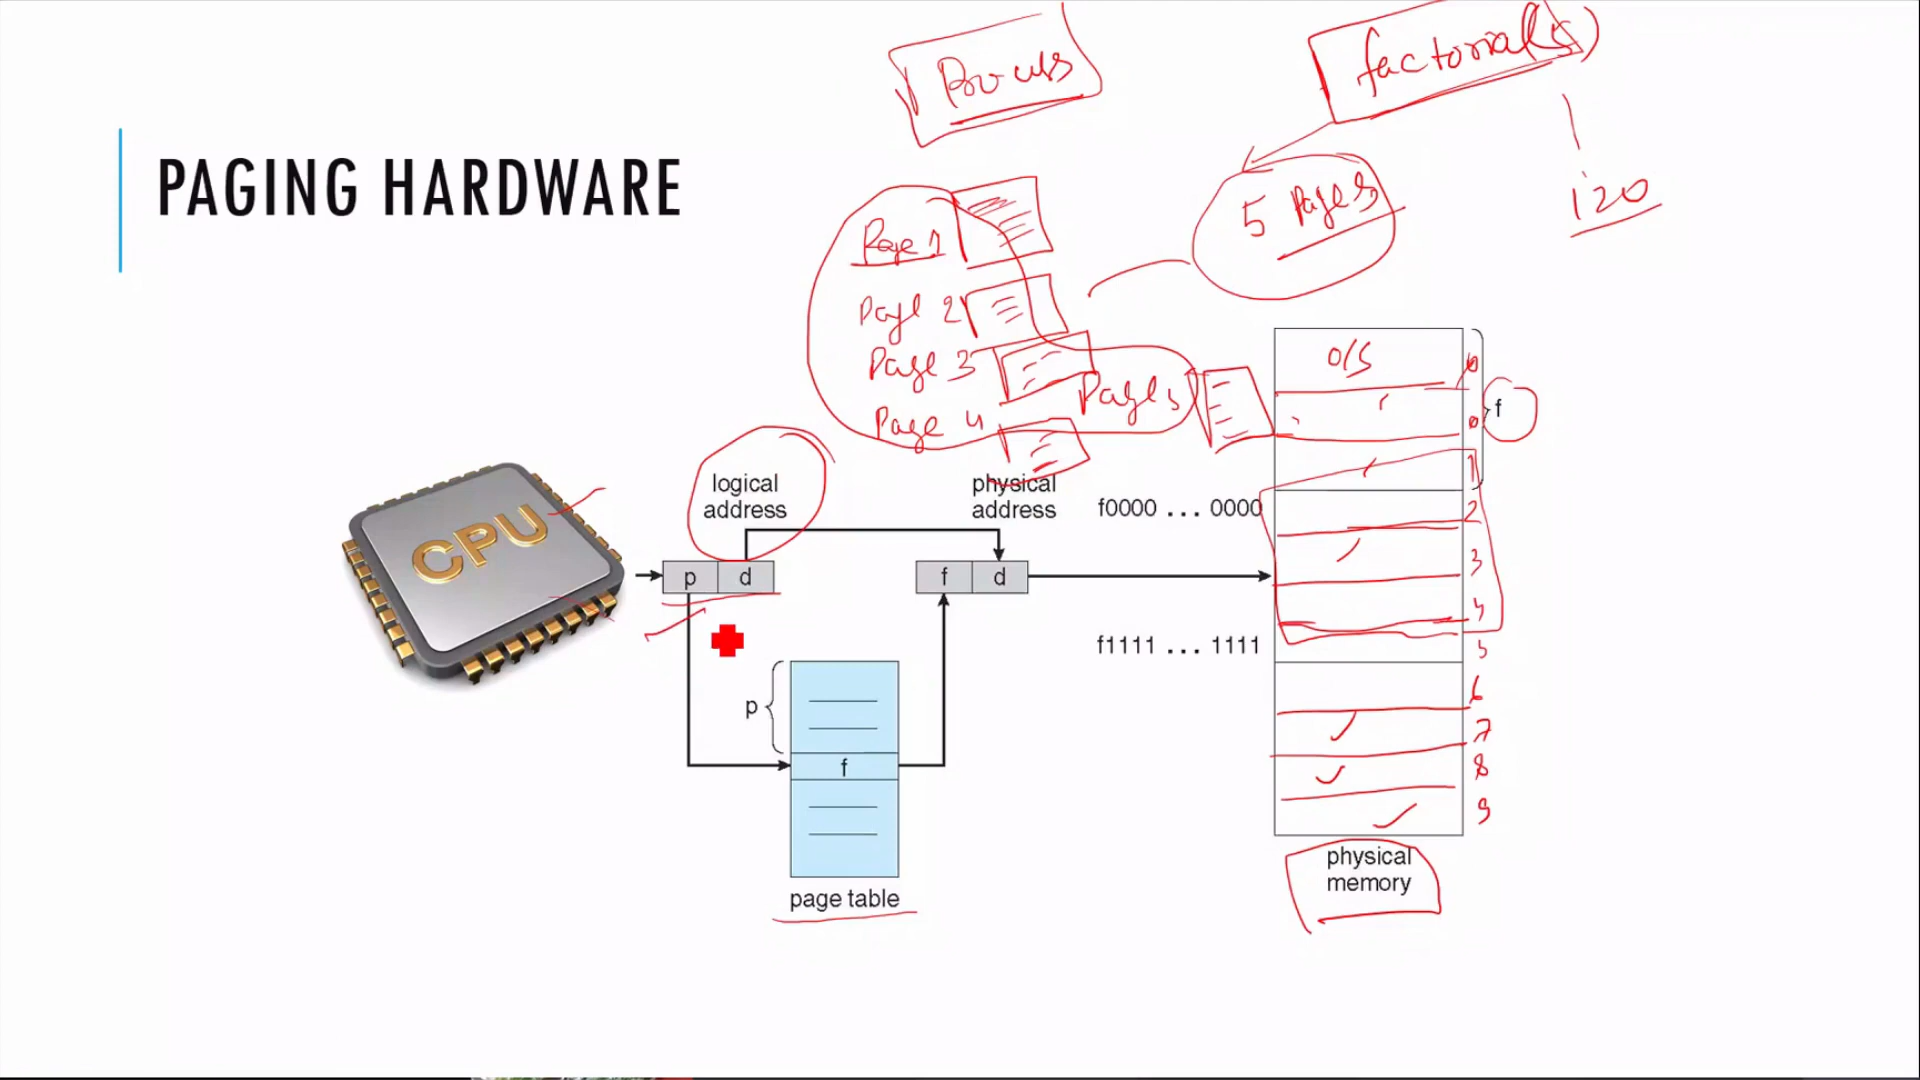 Process
factorial(5)
PAGING HARDWARE
5 Pages
120
Page 1
Page 2
Page 3
Page 4
Page 5
O/S
0
0
f
1
2
3
4
5
6
7
8
9
CPU
logical
address
physical
address
f0000 ... 0000
p
d
f
d
f1111 ... 1111
p
f
page table
physical
memory